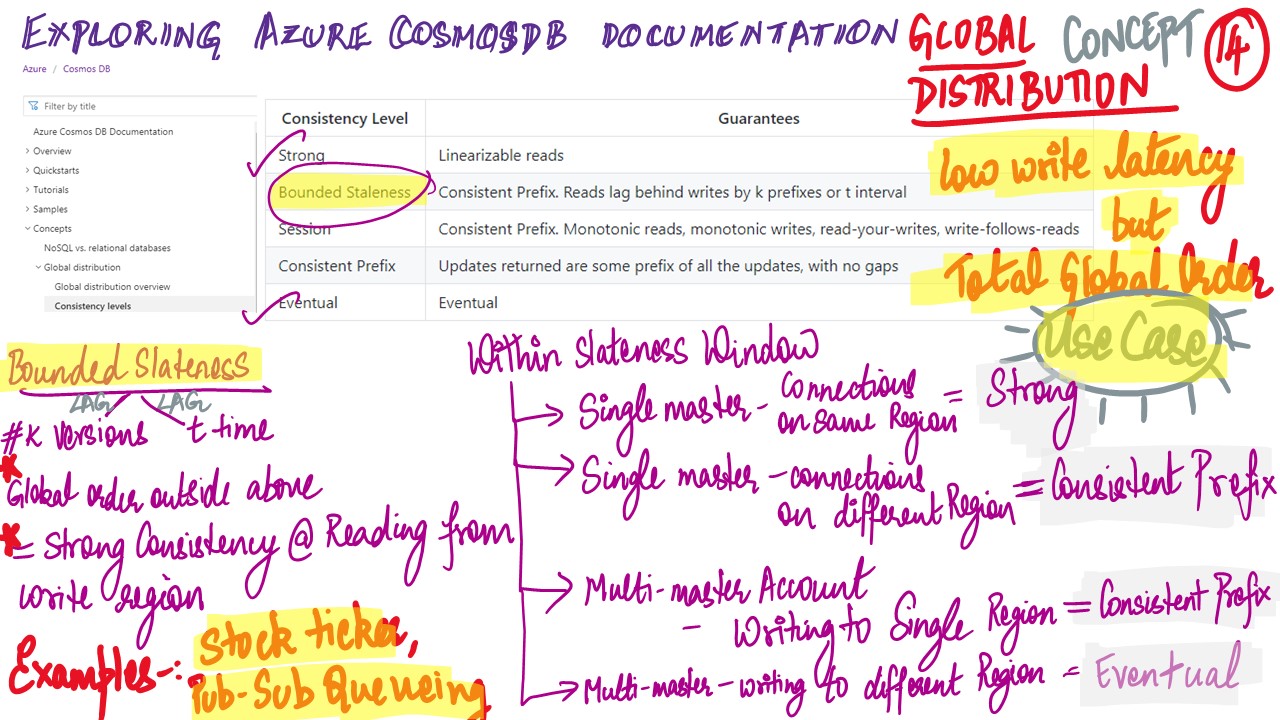 EXPLORING AZURE COSMOSDB DOCUMENTATION
GLOBAL
DISTRIBUTION
CONCEPT
14
Azure / Cosmos DB
Filter by title
Azure Cosmos DB Documentation
Overview
Quickstarts
Tutorials
Samples
Concepts
NoSQL vs. relational databases
Global distribution
Global distribution overview
Consistency levels
Consistency Level Guarantees
Strong Linearizable reads
Bounded Staleness Consistent Prefix. Reads lag behind writes by k prefixes or t interval
Session Consistent Prefix. Monotonic reads, monotonic writes, read-your-writes, write-follows-reads
Consistent Prefix Updates returned are some prefix of all the updates, with no gaps
Eventual Eventual
low write latency
but
Total Global Order
Use Case
Bounded Slateness
LAG LAG
#K Versions t time
* Global order outside above
* = Strong Consistency @ Reading from
write region
Examples-:
Stock ticker,
Pub-Sub Queueing
Within Slateness Window
Single master - Connections
on same Region = Strong
Single master - connections
on different Region = Consistent Prefix
Multi-master Account
- Writing to Single Region = Consistent Prefix
Multi-master - writing to different Region = Eventual